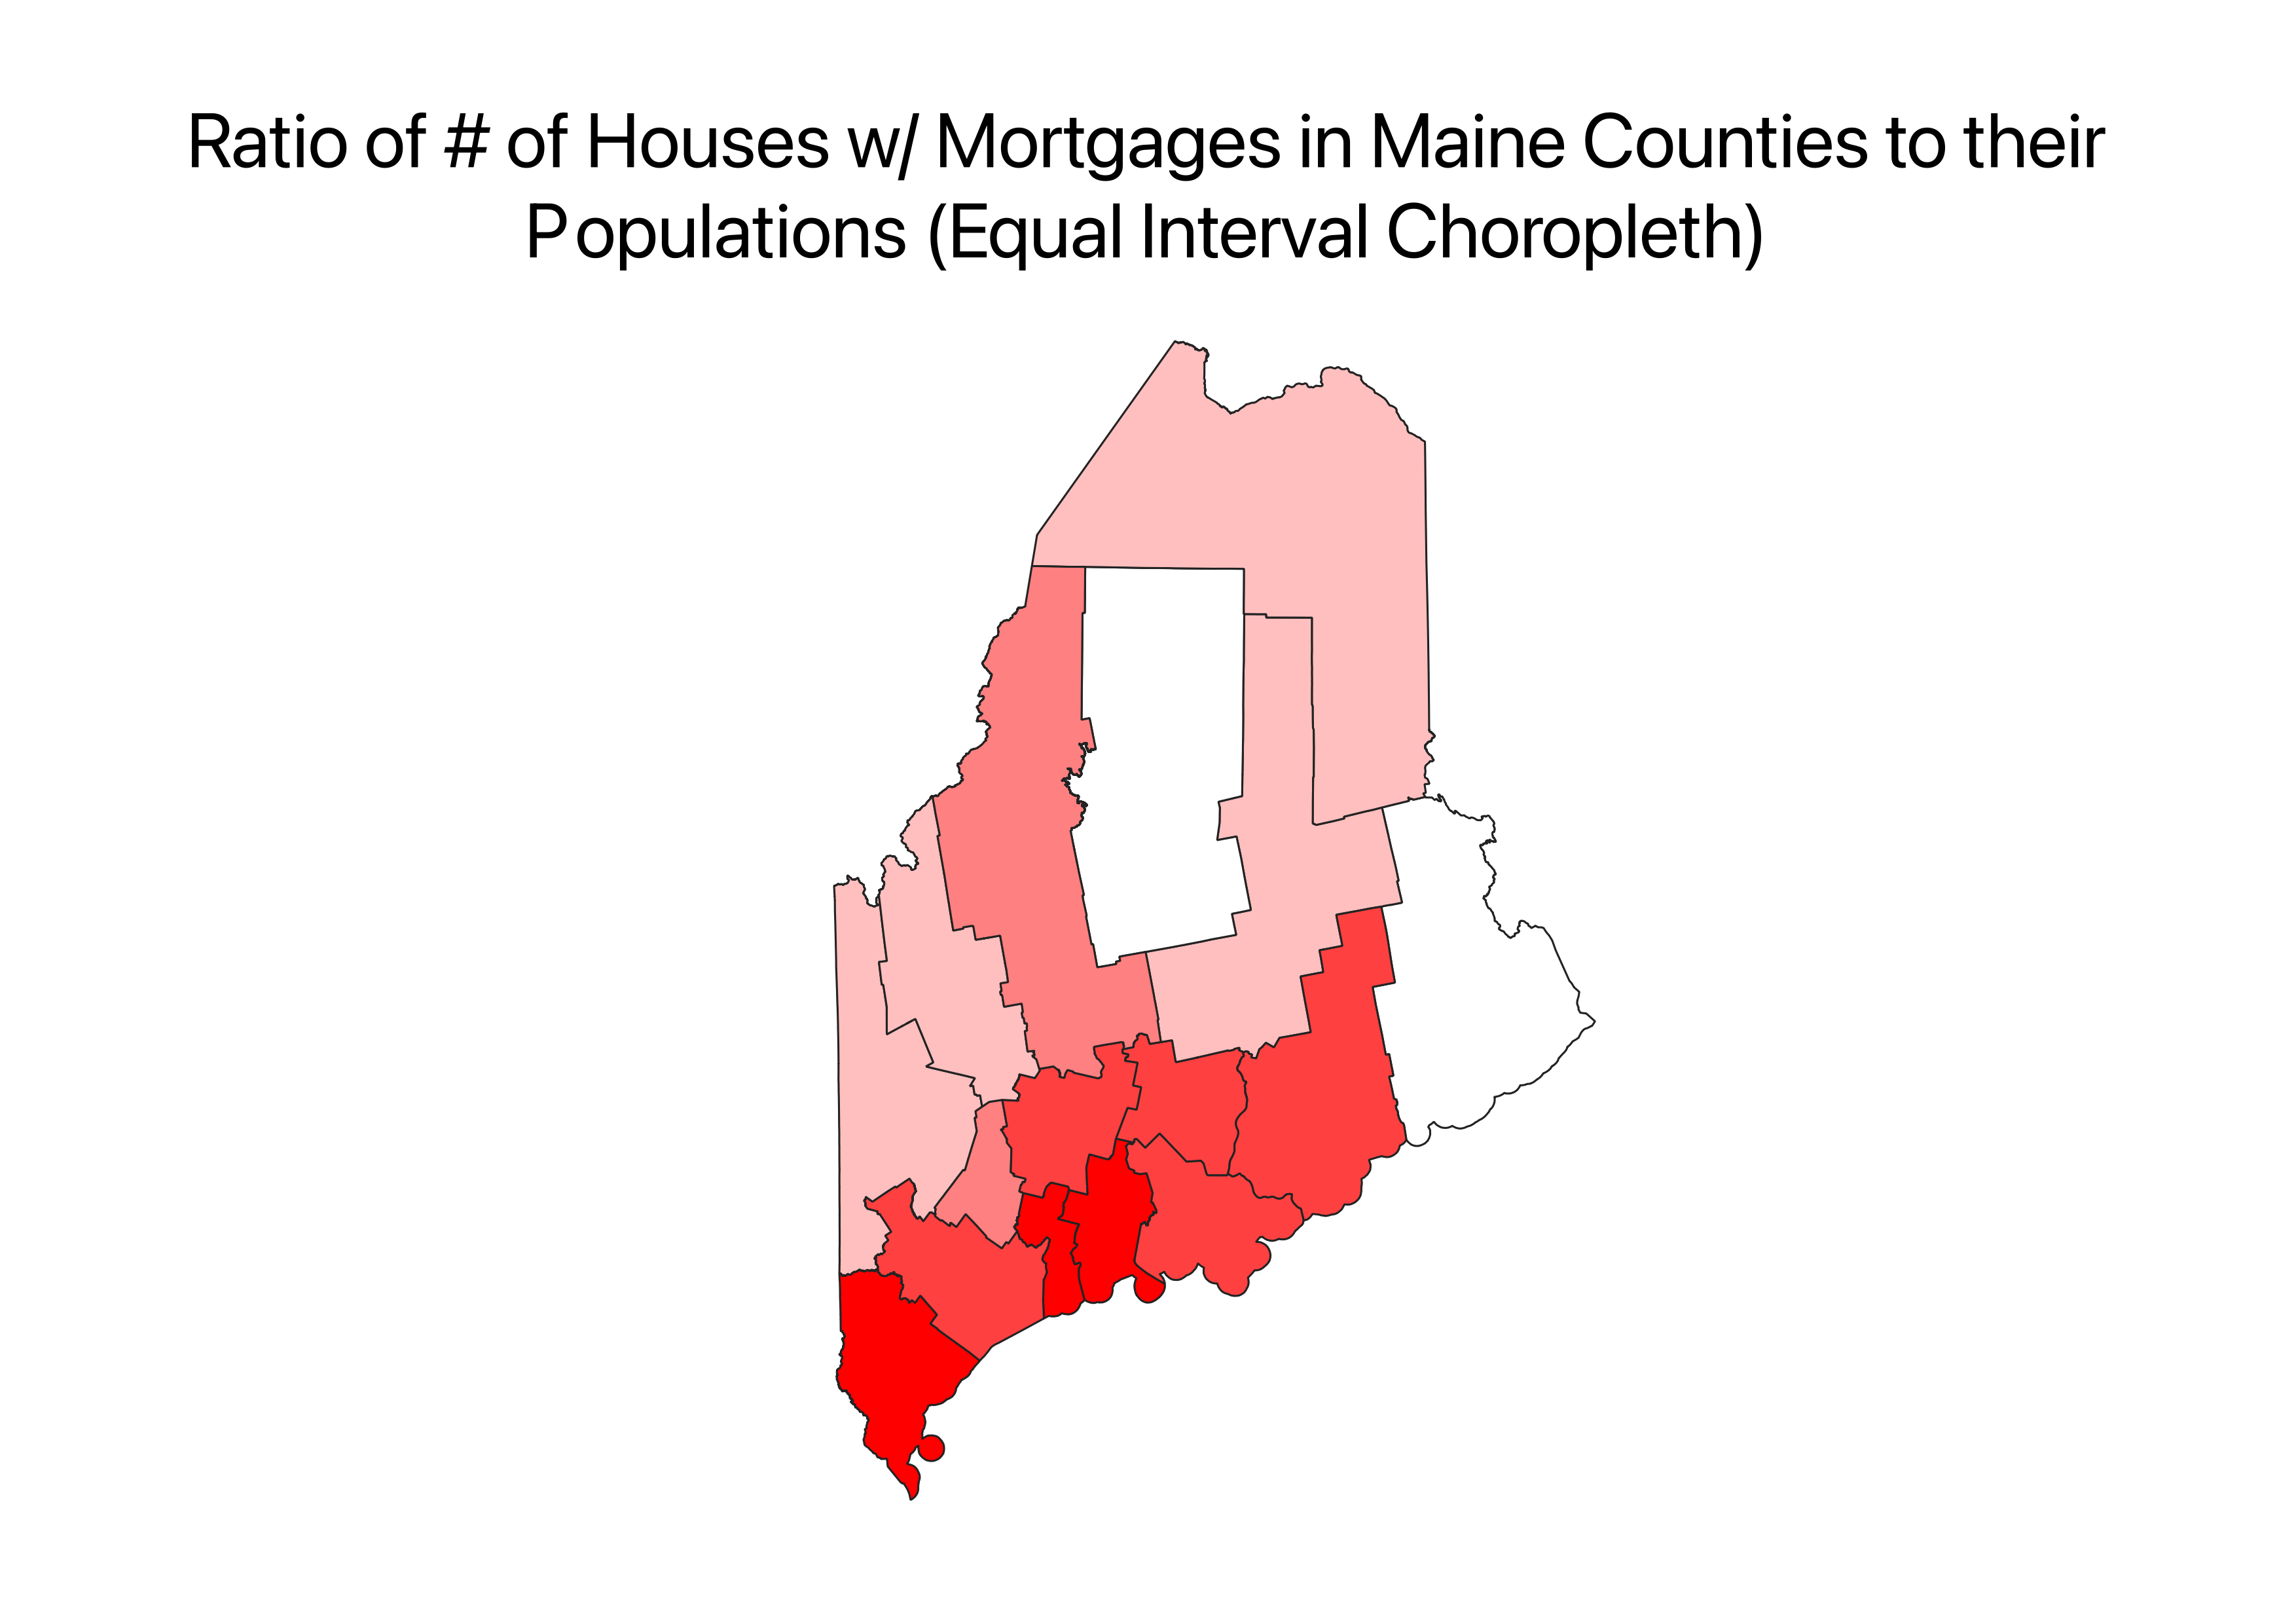 Ratio of # of Houses w/ Mortgages in Maine Counties to their
Populations (Equal Interval Choropleth)